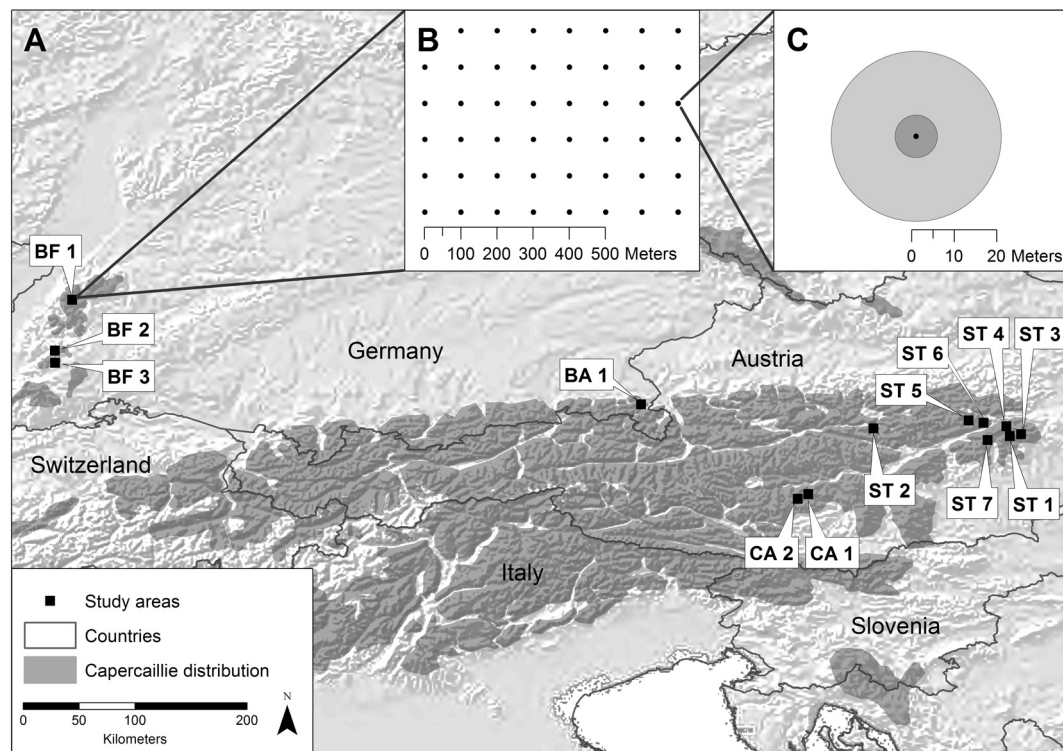 A
B
C
0 100 200 300 400 500 Meters
0 10 20 Meters
BF 1
BF 2
BF 3
Germany
BA 1
Austria
ST 4
ST 3
ST 6
ST 5
Switzerland
ST 2
ST 7
ST 1
CA 2
CA 1
Italy
Slovenia
Study areas
Countries
Capercaillie distribution
0 50 100 200
Kilometers
N